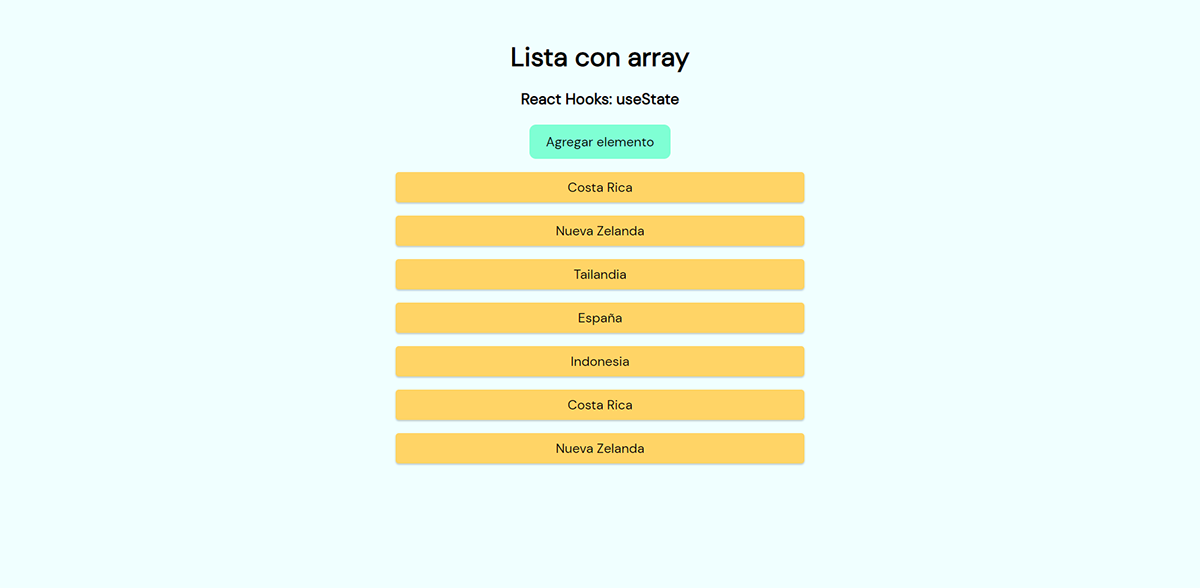 Lista con array
React Hooks: useState
Agregar elemento
Costa Rica
Nueva Zelanda
Tailandia
España
Indonesia
Costa Rica
Nueva Zelanda